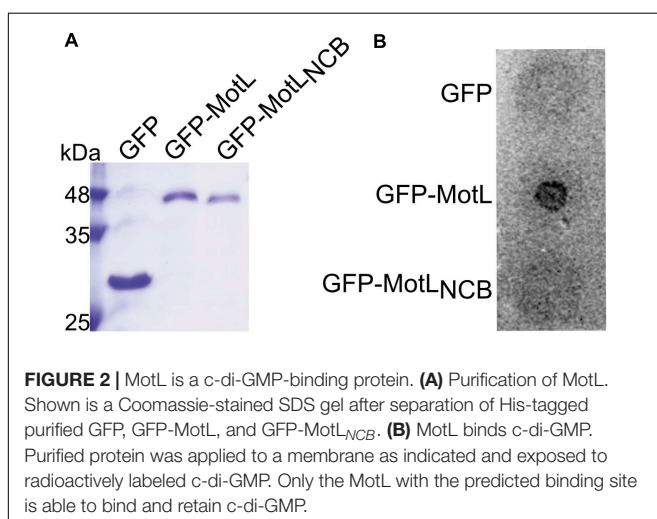 A
B
GFP
GFP-MotL
GFP-MotLNCB
kDa
48
35
25
GFP
GFP-MotL
GFP-MotLNCB
FIGURE 2 | MotL is a c-di-GMP-binding protein. (A) Purification of MotL.
Shown is a Coomassie-stained SDS gel after separation of His-tagged
purified GFP, GFP-MotL, and GFP-MotLNCB. (B) MotL binds c-di-GMP.
Purified protein was applied to a membrane as indicated and exposed to
radioactively labeled c-di-GMP. Only the MotL with the predicted binding site
is able to bind and retain c-di-GMP.